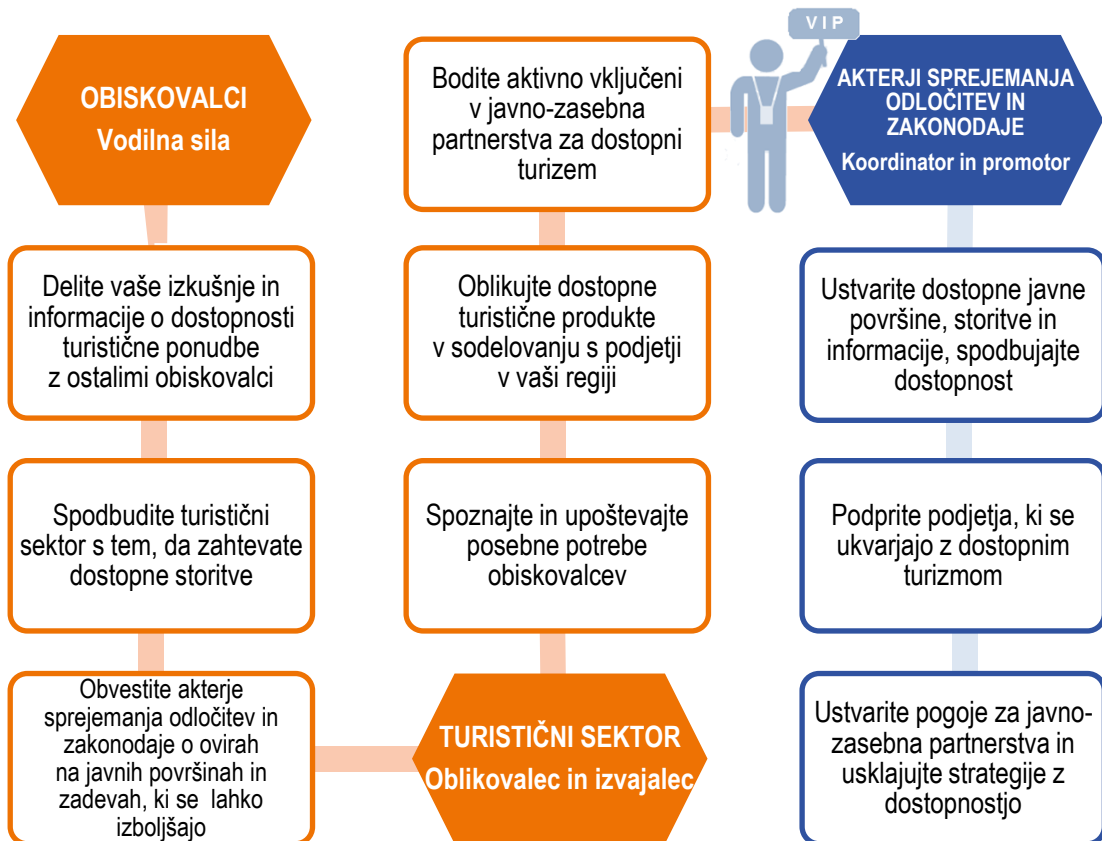 OBISKOVALCI
Vodilna sila
Delite vaše izkušnje in
informacije o dostopnosti
turistične ponudbe
z ostalimi obiskovalci
Spodbudite turistični
sektor s tem, da zahtevate
dostopne storitve
Obvestite akterje
sprejemanja odločitev in
zakonodaje o ovirah
na javnih površinah in
zadevah, ki se lahko
izboljšajo
TURISTIČNI SEKTOR
Oblikovalec in izvajalec
Spoznajte in upoštevajte
posebne potrebe
obiskovalcev
Oblikujte dostopne
turistične produkte
v sodelovanju s podjetji
v vaši regiji
Bodite aktivno vključeni
v javno-zasebna
partnerstva za dostopni
turizem
VIP
AKTERJI SPREJEMANJA
ODLOČITEV IN
ZAKONODAJE
Koordinator in promotor
Ustvarite dostopne javne
površine, storitve in
informacije, spodbujajte
dostopnost
Podprite podjetja, ki se
ukvarjajo z dostopnim
turizmom
Ustvarite pogoje za javno-
zasebna partnerstva in
usklajujte strategije z
dostopnostjo